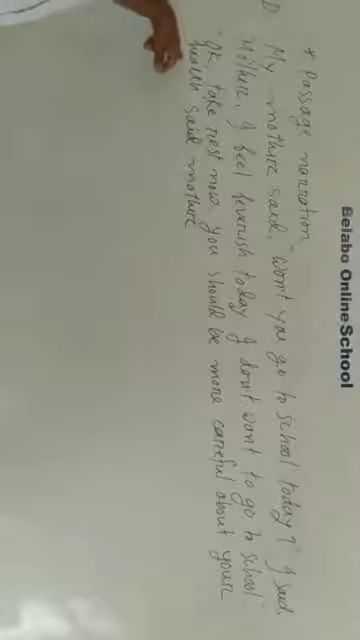 Belabo Online School
+ Passage narration
D My mother said, "Won't you go to school today?" I said,
Mother, I feel feverish today I don't want to go to school"
"OK, take rest now you should be more careful about your
health said mother